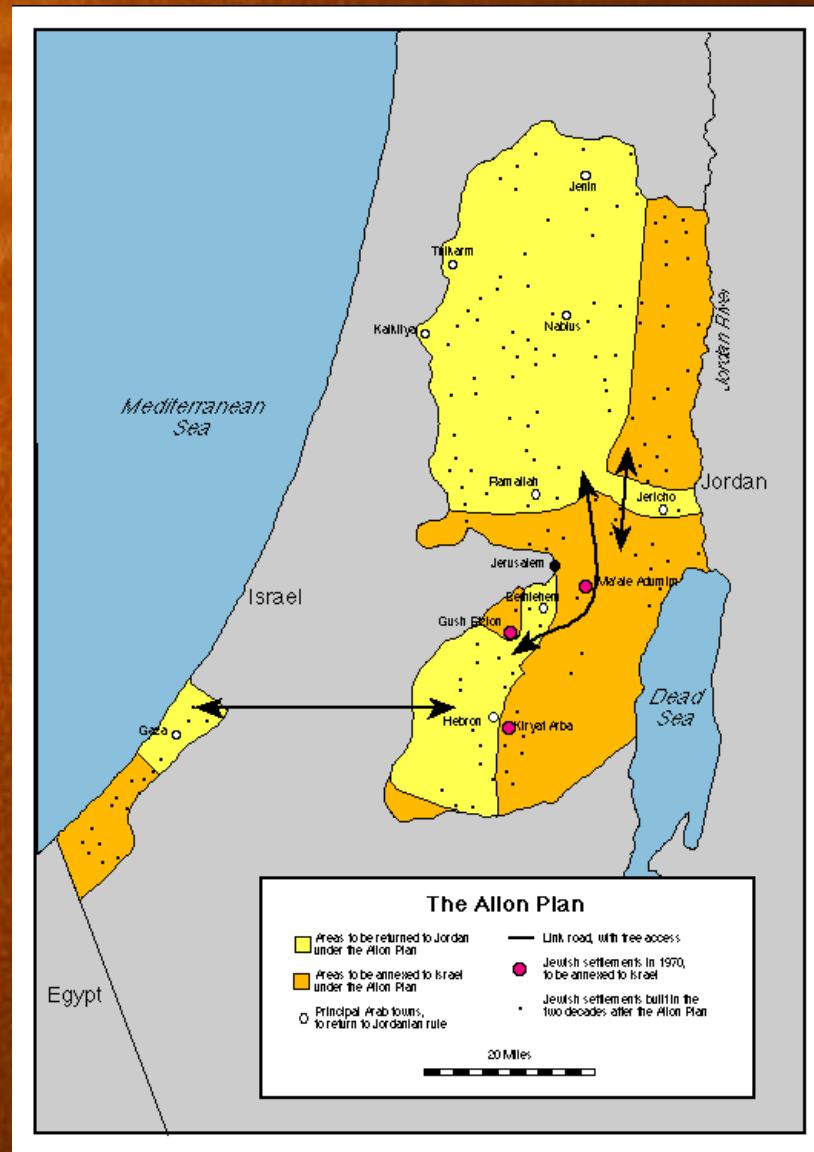 Jenin
Tulkarm
Kalkilya
Nablus
Jordan River
Mediterranean
Sea
Ramallah
Jericho
Jordan
Jerusalem
Ma'ale Adumim
Israel
Bethlehem
Gush Etzion
Dead
Sea
Hebron
Kiryat Arba
Gaza
Egypt
The Allon Plan
Areas to be returned to Jordan
under the Allon Plan
Areas to be annexed to Israel
under the Allon Plan
Principal Arab towns,
to return to Jordanian rule
Link road, with free access
Jewish settlements in 1970,
to be annexed to Israel
Jewish settlements built in the
two decades after the Allon Plan
20 Miles